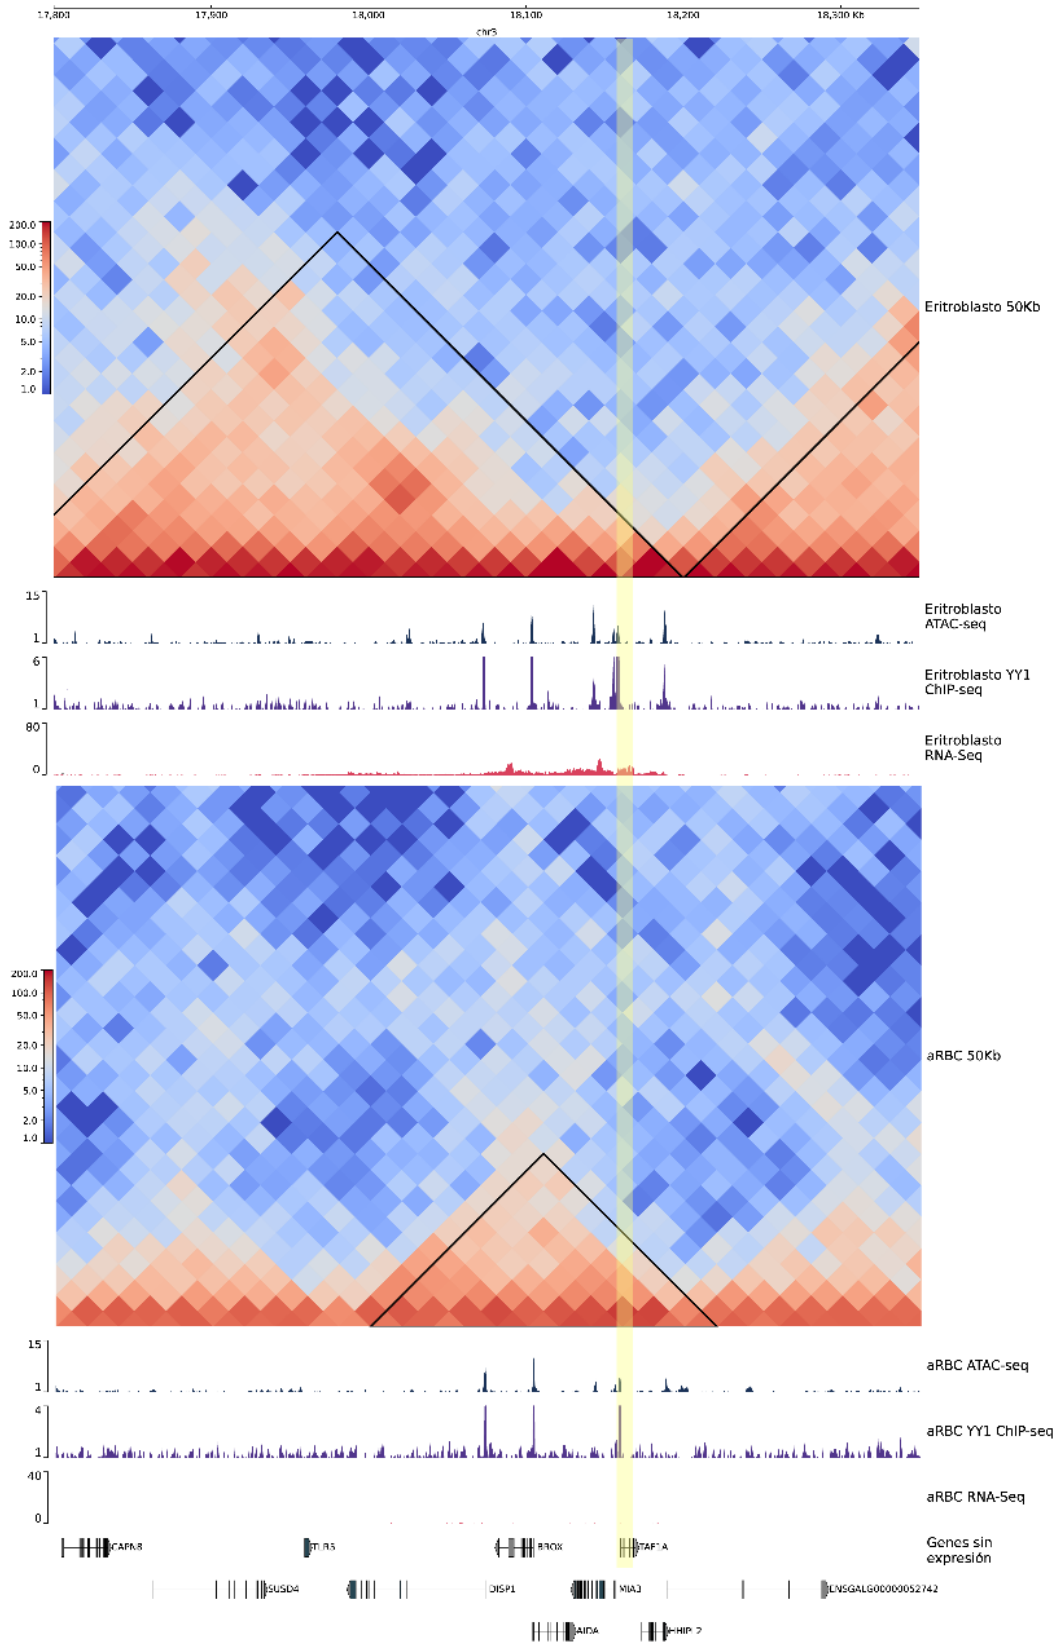 17,800 17,900 18,000 18,100 18,200 18,300 Kb
chr3
200.0
100.0
50.0
20.0
10.0
5.0
2.0
1.0
Eritroblasto 50Kb
15
1
Eritroblasto
ATAC-seq
6
1
Eritroblasto YY1
ChIP-seq
80
0
Eritroblasto
RNA-Seq
200.0
100.0
50.0
20.0
10.0
5.0
2.0
1.0
aRBC 50Kb
15
1
aRBC ATAC-seq
4
1
aRBC YY1 ChIP-seq
40
0
aRBC RNA-Seq
Genes sin
expresión
CAPN8 TLR5 BROX TAF1A
SUSD4 DISP1 MIA3 ENSGALG00000052742
AIDA HHIPL2